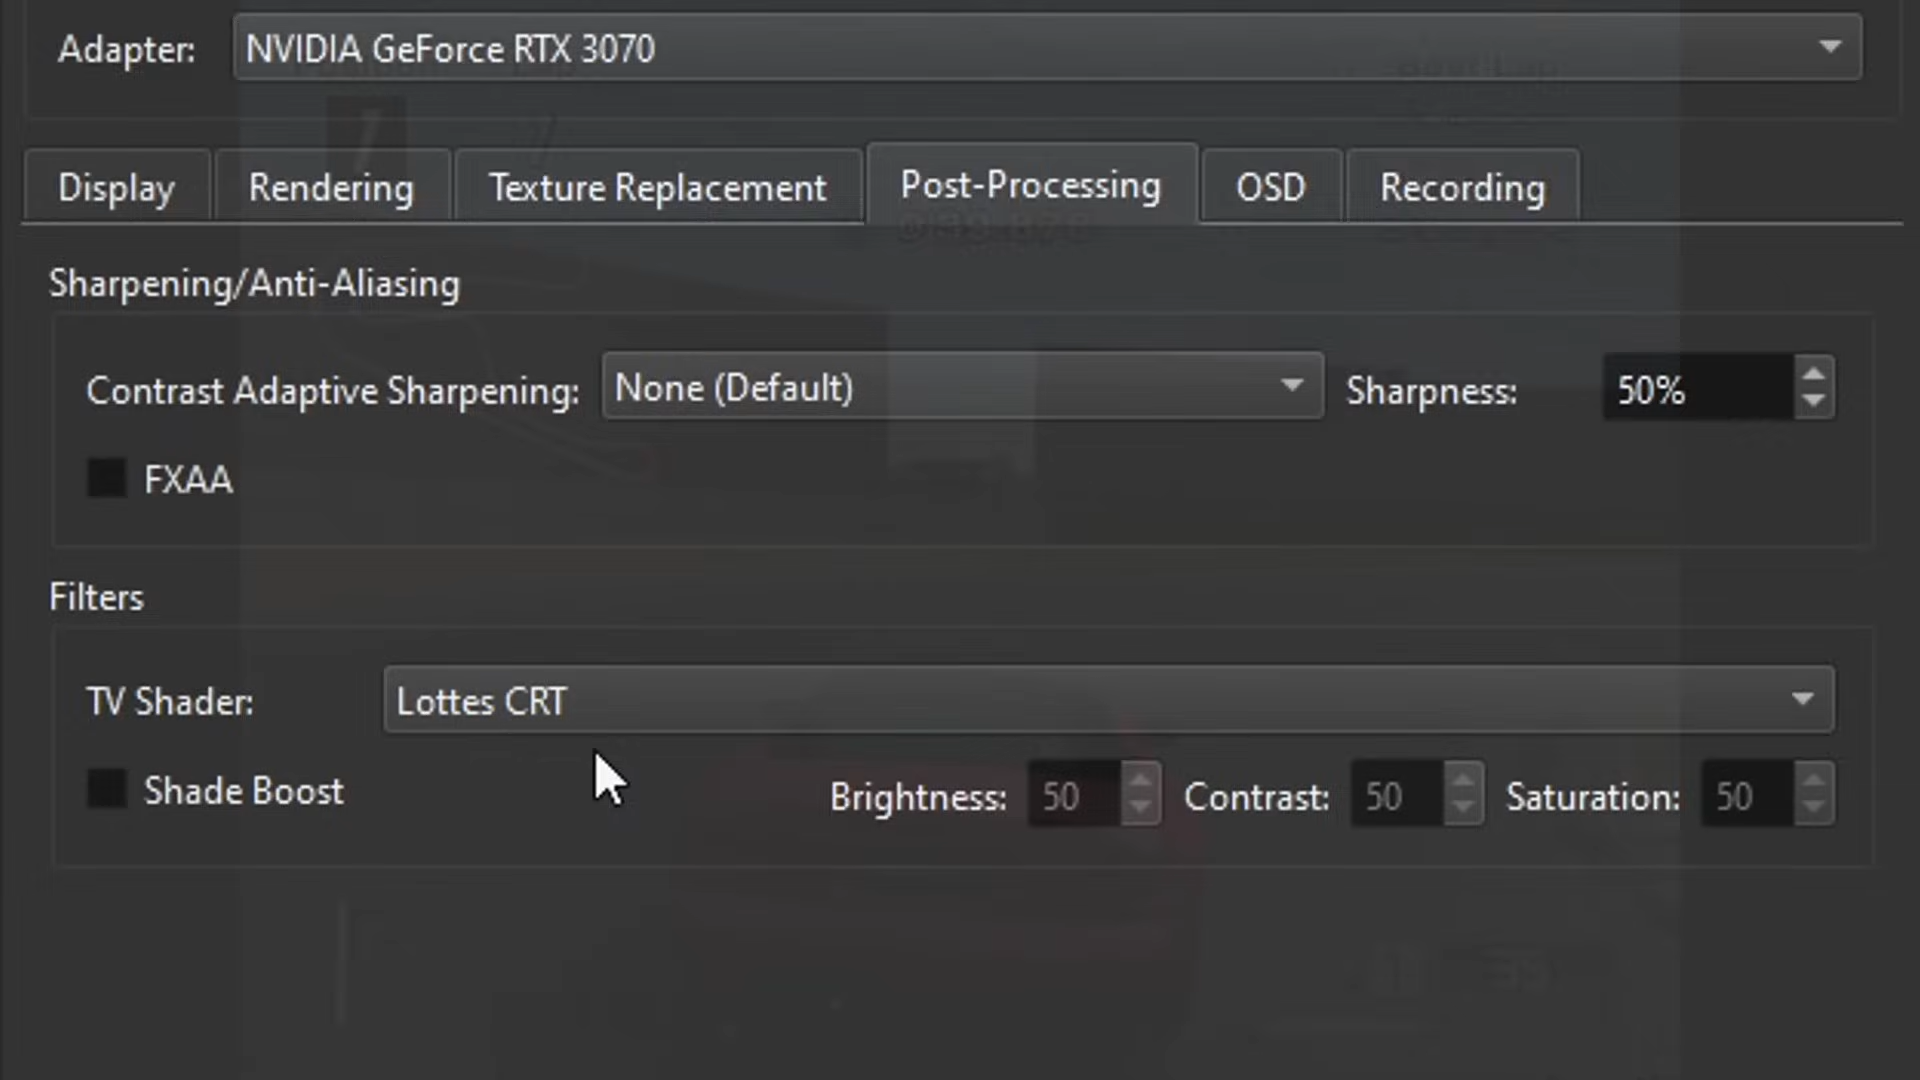 Adapter: NVIDIA GeForce RTX 3070
Display Rendering Texture Replacement Post-Processing OSD Recording
Sharpening/Anti-Aliasing
Contrast Adaptive Sharpening: None (Default) Sharpness: 50%
FXAA
Filters
TV Shader: Lottes CRT
Shade Boost Brightness: 50 Contrast: 50 Saturation: 50